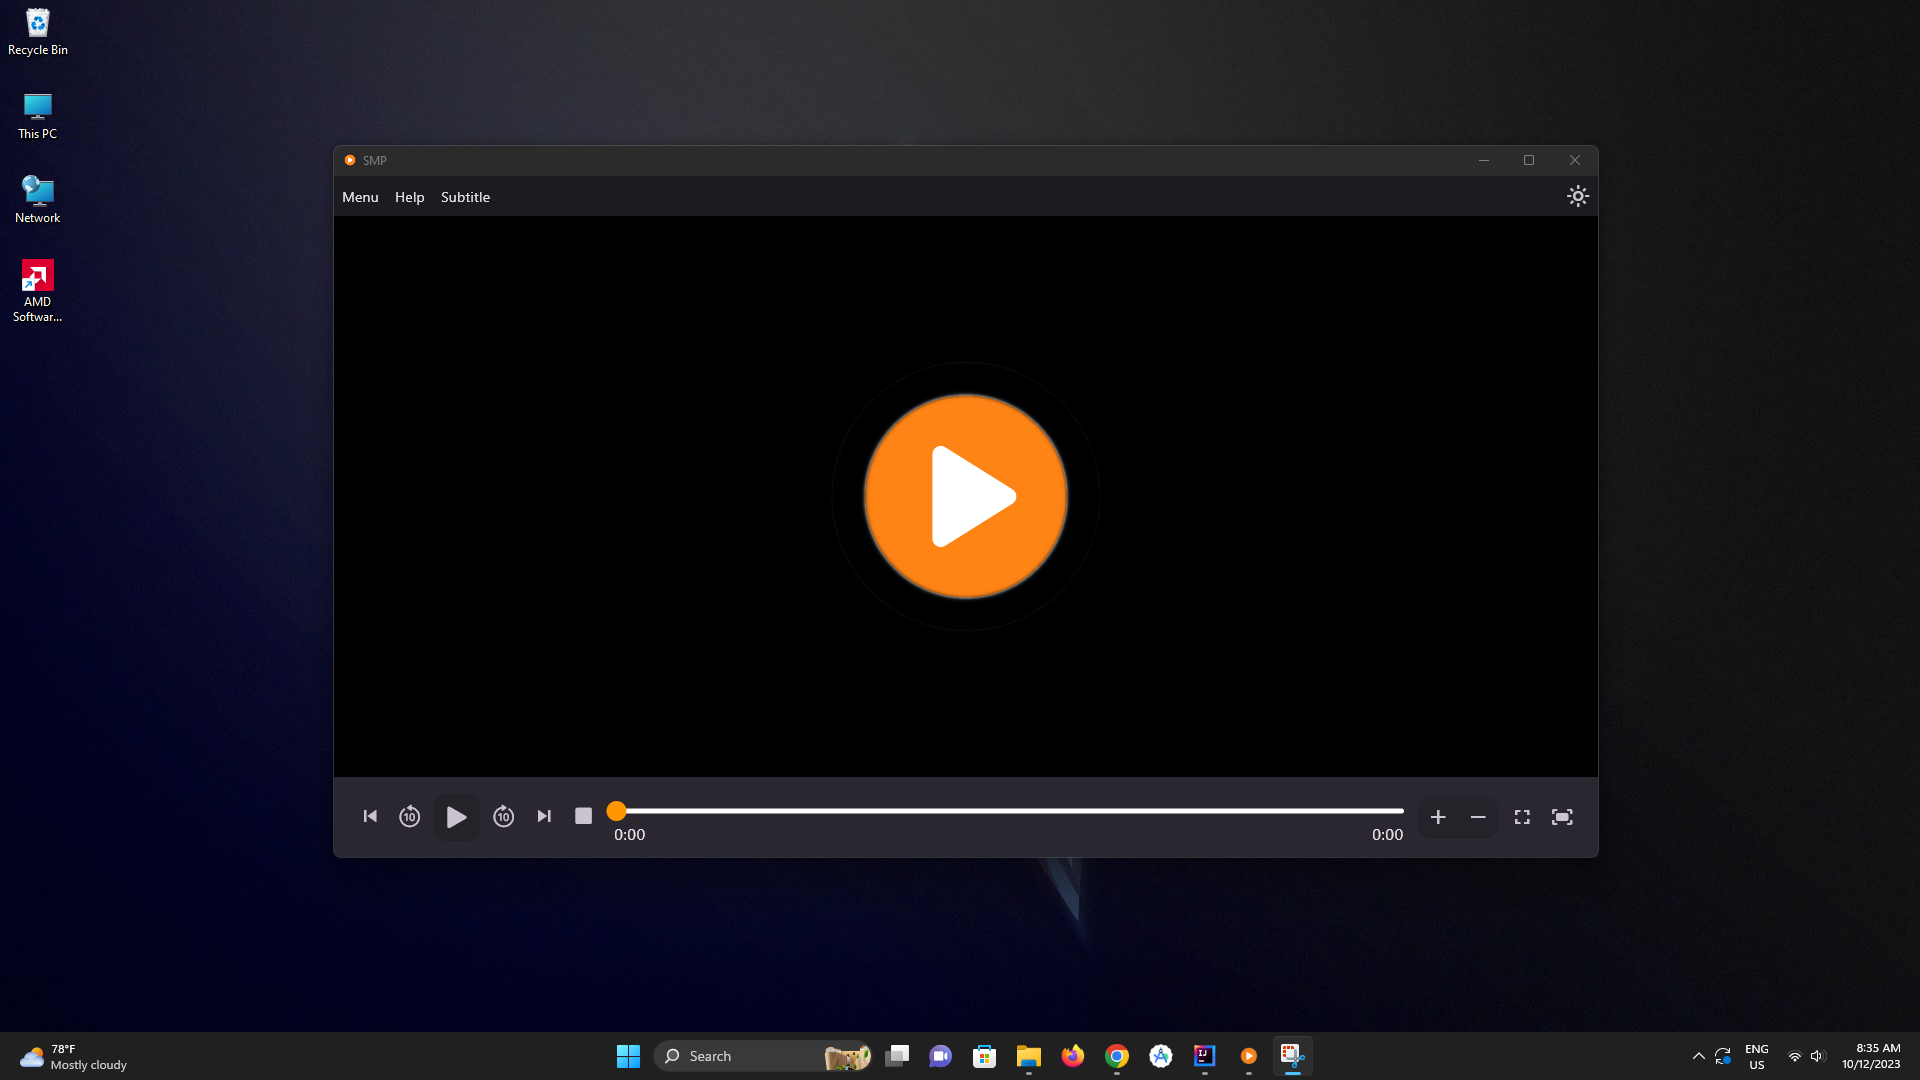 Recycle Bin
This PC
Network
AMD
Softwar...
SMP
Menu Help Subtitle
10 10
0:00 0:00
78°F
Mostly cloudy
Search
IJ
ENG
US
8:35 AM
10/12/2023